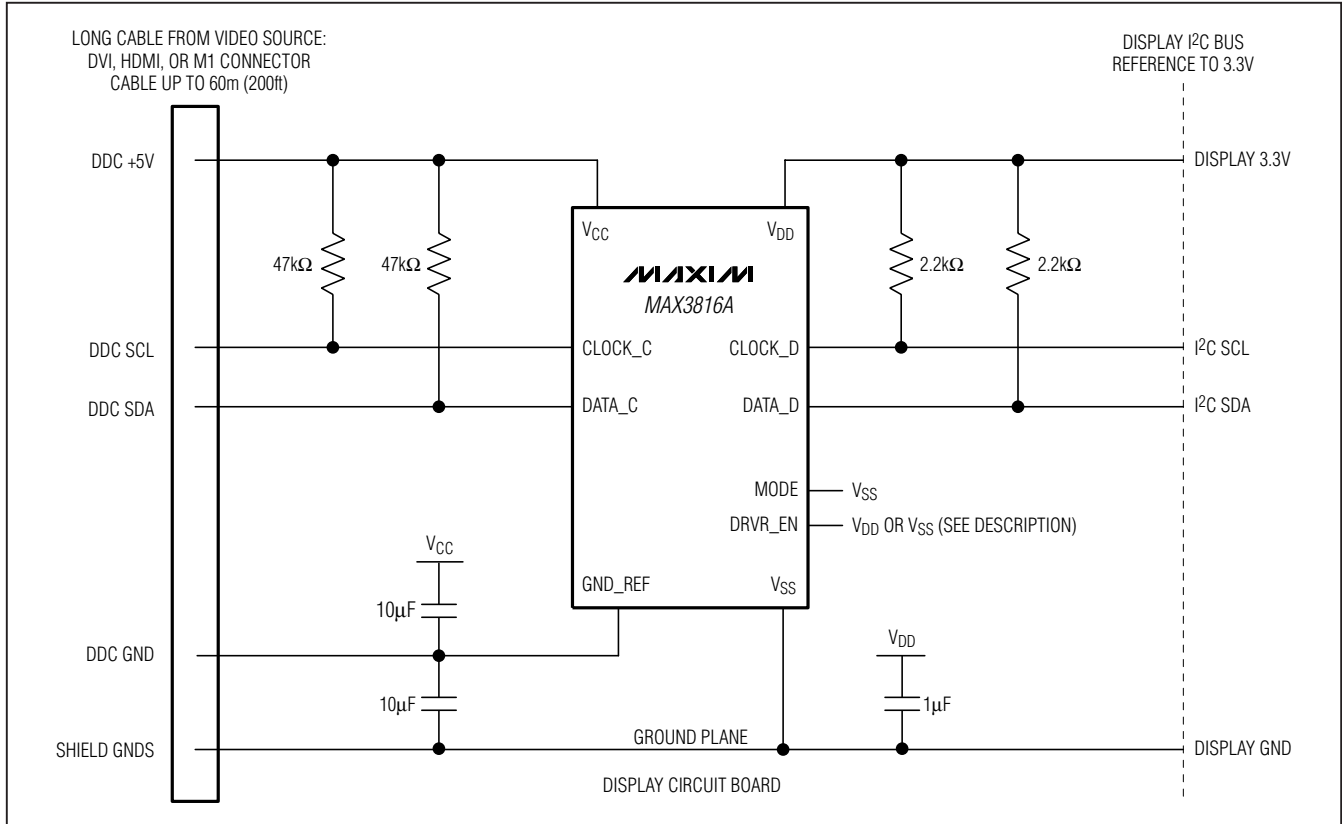 LONG CABLE FROM VIDEO SOURCE:
DVI, HDMI, OR M1 CONNECTOR
CABLE UP TO 60m (200ft)
DISPLAY I2C BUS
REFERENCE TO 3.3V
DDC +5V
DISPLAY 3.3V
VCC
VDD
47kΩ
47kΩ
MAXIM
MAX3816A
2.2kΩ
2.2kΩ
DDC SCL
CLOCK_C
CLOCK_D
I2C SCL
DDC SDA
DATA_C
DATA_D
I2C SDA
MODE
VSS
DRVR_EN
VDD OR VSS (SEE DESCRIPTION)
VCC
GND_REF
VSS
10µF
DDC GND
VDD
10µF
1µF
SHIELD GNDS
GROUND PLANE
DISPLAY GND
DISPLAY CIRCUIT BOARD